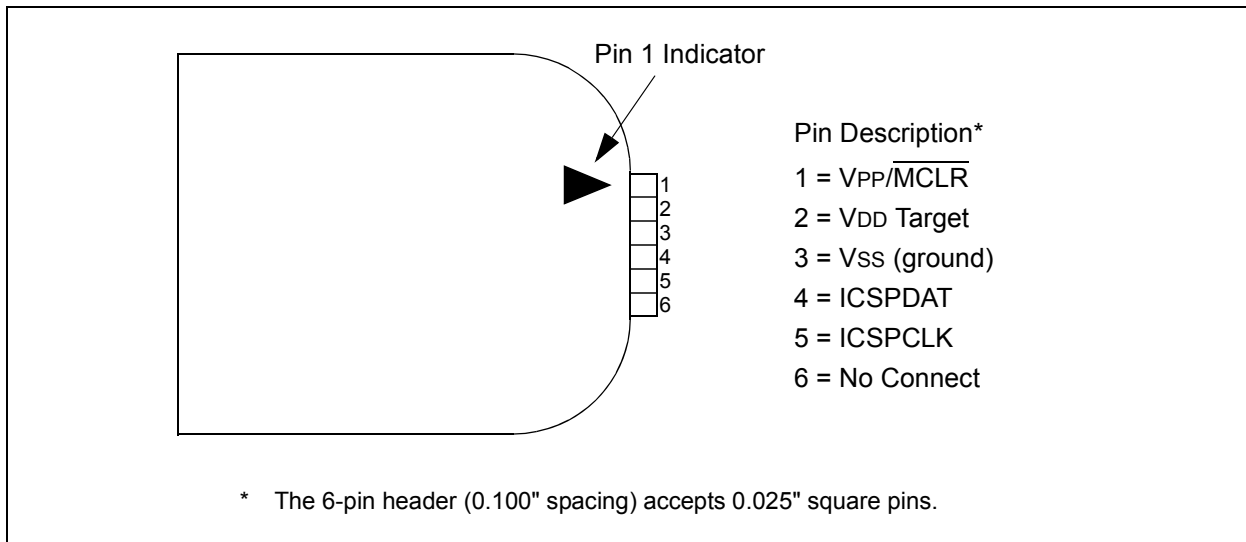 Pin 1 Indicator
1
2
3
4
5
6
Pin Description*
1 = VPP/M̅C̅L̅R̅
2 = VDD Target
3 = VSS (ground)
4 = ICSPDAT
5 = ICSPCLK
6 = No Connect
* The 6-pin header (0.100" spacing) accepts 0.025" square pins.